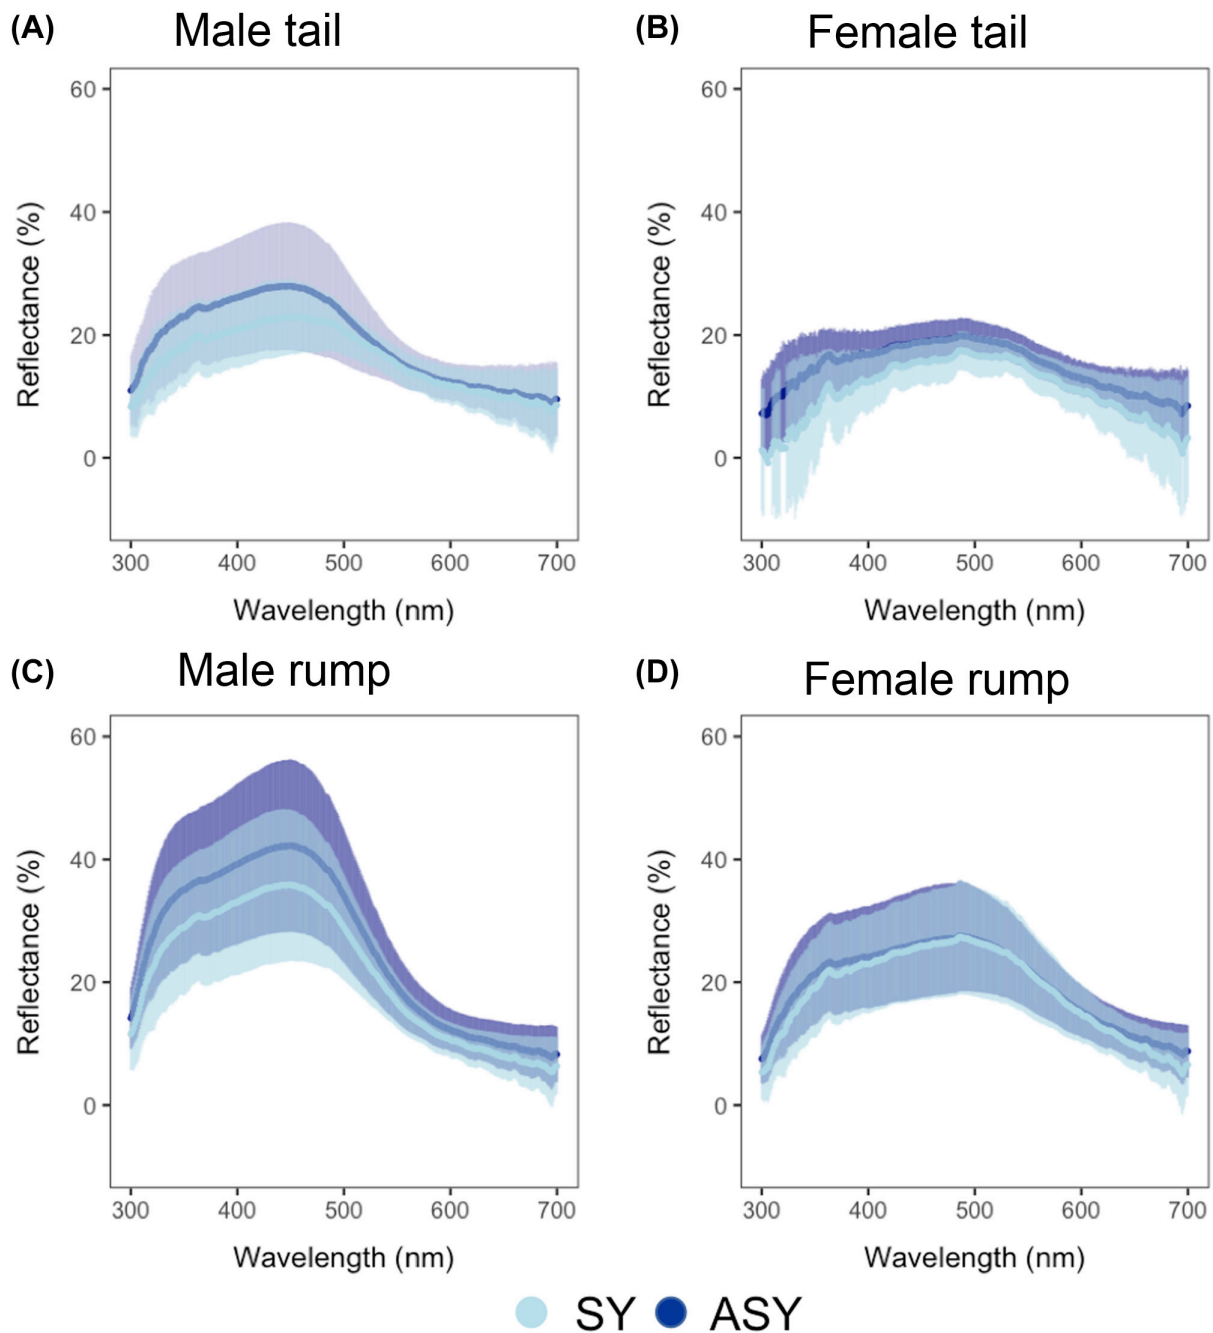 (A) Male tail
(B) Female tail
60
40
20
0
Reflectance (%)
300 400 500 600 700
Wavelength (nm)
60
40
20
0
Reflectance (%)
300 400 500 600 700
Wavelength (nm)
(C) Male rump
(D) Female rump
60
40
20
0
Reflectance (%)
300 400 500 600 700
Wavelength (nm)
60
40
20
0
Reflectance (%)
300 400 500 600 700
Wavelength (nm)
SY ASY